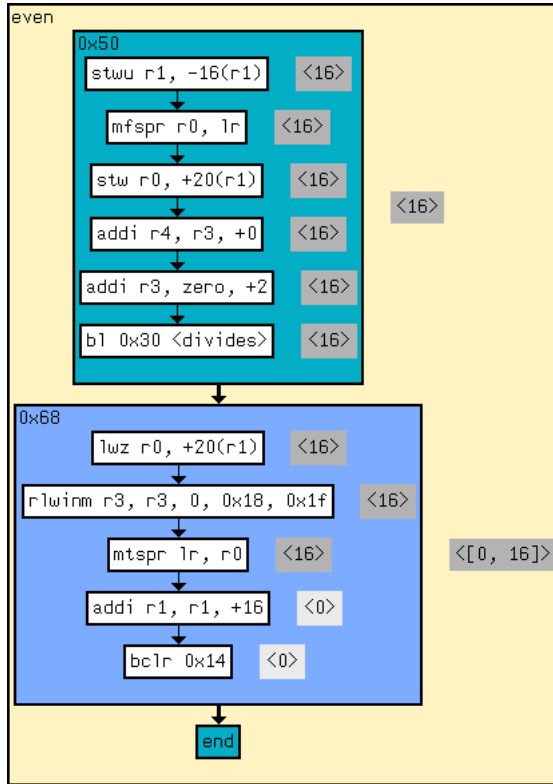 even
0x50
stwu r1, -16(r1) <16>
mfspr r0, lr <16>
stw r0, +20(r1) <16>
<16>
addi r4, r3, +0 <16>
addi r3, zero, +2 <16>
bl 0x30 <divides> <16>
0x68
lwz r0, +20(r1) <16>
rlwinm r3, r3, 0, 0x18, 0x1f <16>
mtspr lr, r0 <16>
<[0, 16]>
addi r1, r1, +16 <0>
bclr 0x14 <0>
end